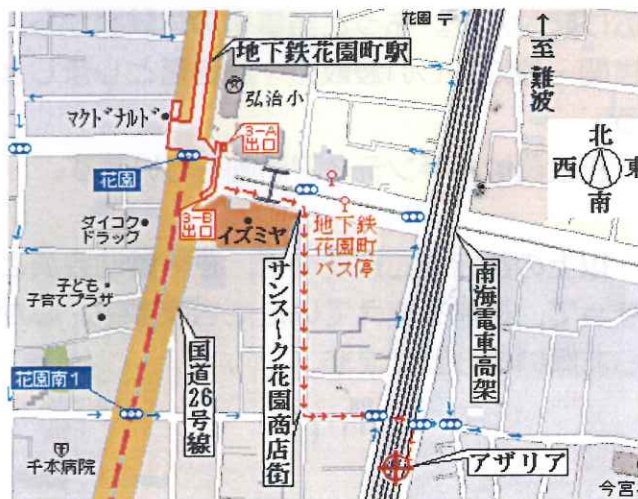 花園〒
↑至 難波
地下鉄花園町駅
弘治小
マクドナルド
3-A
出口
北
西 東
南
花園
3-B
出口
ダイコク
ドラッグ
イズミヤ
地下鉄
花園町
バス停
子ども
子育てプラザ
サンスーク花園商店街
南海電車高架
国道26号線
花園南1
千本病院
アザリア
今宮